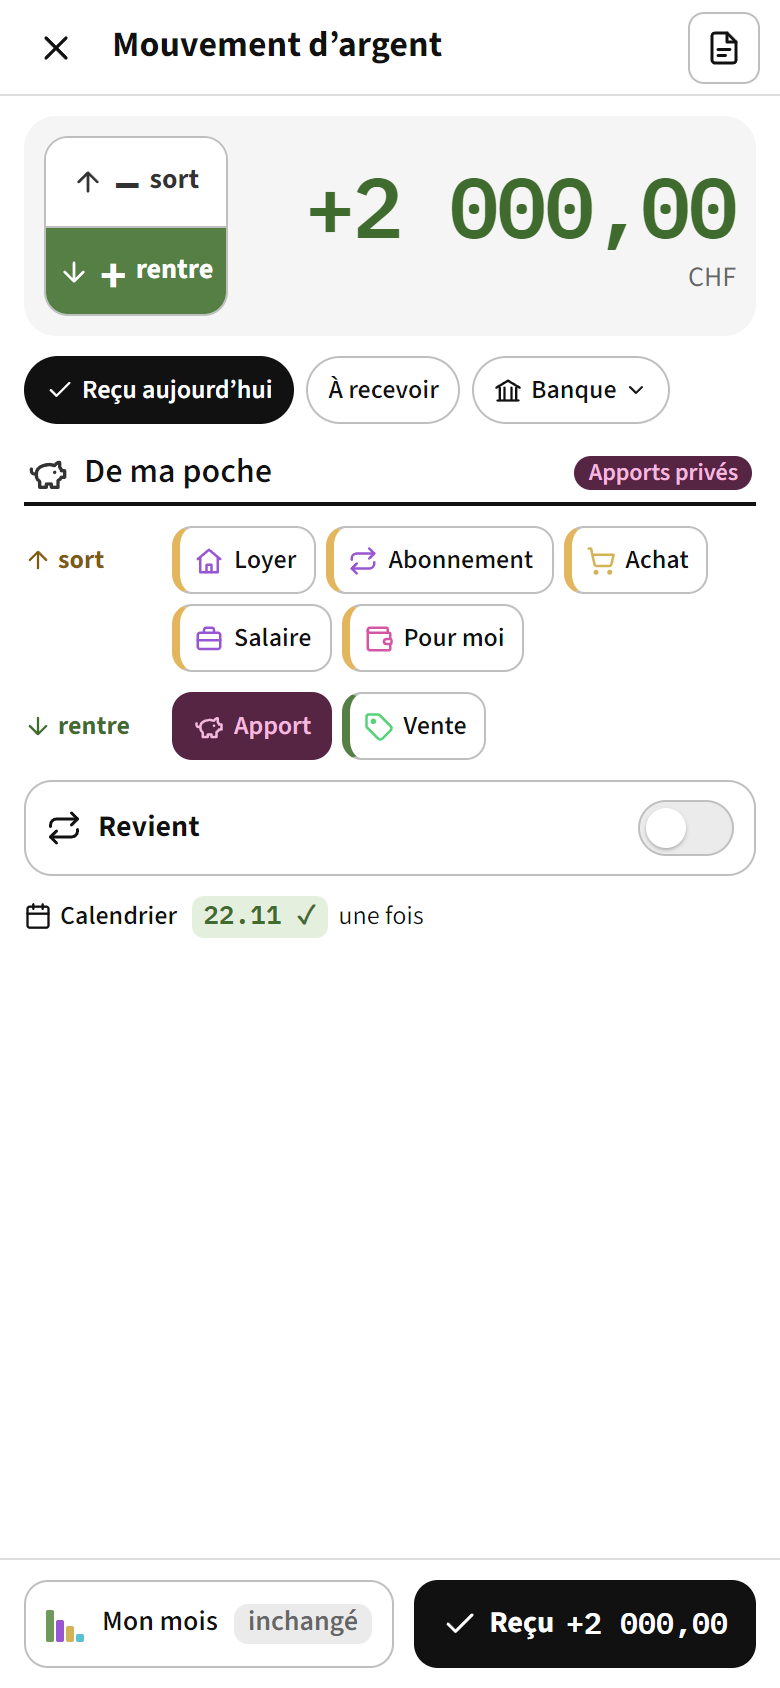 Mouvement d’argent
− sort
+2 000,00
+ rentre
CHF
Reçu aujourd’hui
À recevoir
Banque
De ma poche
Apports privés
sort
Loyer
Abonnement
Achat
Salaire
Pour moi
rentre
Apport
Vente
Revient
Calendrier 22.11 ✓ une fois
Mon mois inchangé
Reçu +2 000,00